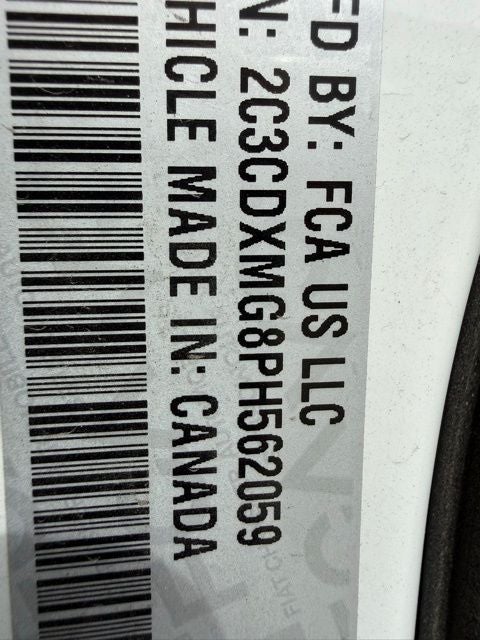 FD BY: FCA US LLC
N: 2C3CDXMG8PH562059
HICLE MADE IN: CANADA